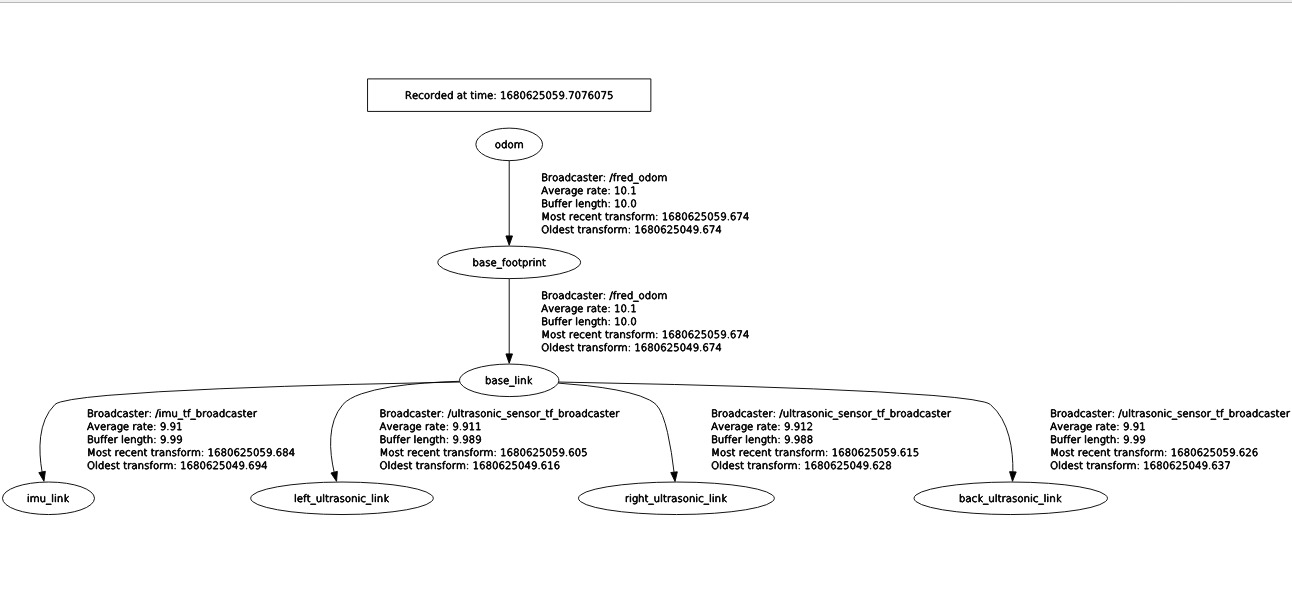 Recorded at time: 1680625059.7076075
odom
Broadcaster: /fred_odom
Average rate: 10.1
Buffer length: 10.0
Most recent transform: 1680625059.674
Oldest transform: 1680625049.674
base_footprint
Broadcaster: /fred_odom
Average rate: 10.1
Buffer length: 10.0
Most recent transform: 1680625059.674
Oldest transform: 1680625049.674
base_link
Broadcaster: /imu_tf_broadcaster
Average rate: 9.91
Buffer length: 9.99
Most recent transform: 1680625059.684
Oldest transform: 1680625049.694
Broadcaster: /ultrasonic_sensor_tf_broadcaster
Average rate: 9.911
Buffer length: 9.989
Most recent transform: 1680625059.605
Oldest transform: 1680625049.616
Broadcaster: /ultrasonic_sensor_tf_broadcaster
Average rate: 9.912
Buffer length: 9.988
Most recent transform: 1680625059.615
Oldest transform: 1680625049.628
Broadcaster: /ultrasonic_sensor_tf_broadcaster
Average rate: 9.91
Buffer length: 9.99
Most recent transform: 1680625059.626
Oldest transform: 1680625049.637
imu_link
left_ultrasonic_link
right_ultrasonic_link
back_ultrasonic_link